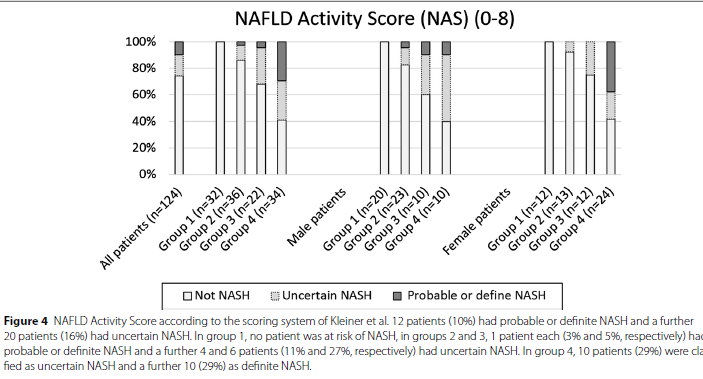 NAFLD Activity Score (NAS) (0-8)
100%
80%
60%
40%
20%
0%
All patients (n=124)
Group 1 (n=32)
Group 2 (n=36)
Group 3 (n=22)
Group 4 (n=34)
Male patients
Group 1 (n=20)
Group 2 (n=23)
Group 3 (n=10)
Group 4 (n=10)
Female patients
Group 1 (n=12)
Group 2 (n=13)
Group 3 (n=12)
Group 4 (n=24)
Not NASH Uncertain NASH Probable or define NASH
Figure 4 NAFLD Activity Score according to the scoring system of Kleiner et al. 12 patients (10%) had probable or definite NASH and a further
20 patients (16%) had uncertain NASH. In group 1, no patient was at risk of NASH, in groups 2 and 3, 1 patient each (3% and 5%, respectively) had
probable or definite NASH and a further 4 and 6 patients (11% and 27%, respectively) had uncertain NASH. In group 4, 10 patients (29%) were cla
fied as uncertain NASH and a further 10 (29%) as definite NASH.